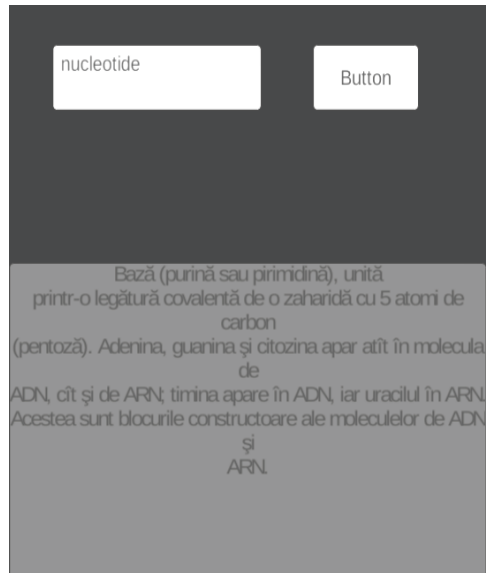 nucleotide
Button
Bază (purină sau pirimidină), unită
printr-o legătură covalentă de o zaharidă cu 5 atomi de
carbon
(pentoză). Adenina, guanina şi citozina apar atît în molecula
de
ADN, cît şi de ARN; timina apare în ADN, iar uracilul în ARN.
Acestea sunt blocurile constructoare ale moleculelor de ADN
şi
ARN.